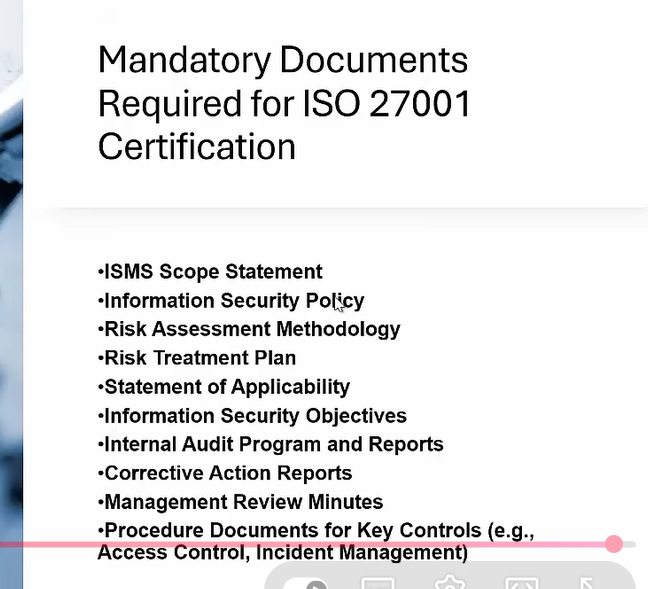 Mandatory Documents
Required for ISO 27001
Certification
•ISMS Scope Statement
•Information Security Policy
•Risk Assessment Methodology
•Risk Treatment Plan
•Statement of Applicability
•Information Security Objectives
•Internal Audit Program and Reports
•Corrective Action Reports
•Management Review Minutes
•Procedure Documents for Key Controls (e.g.,
Access Control, Incident Management)